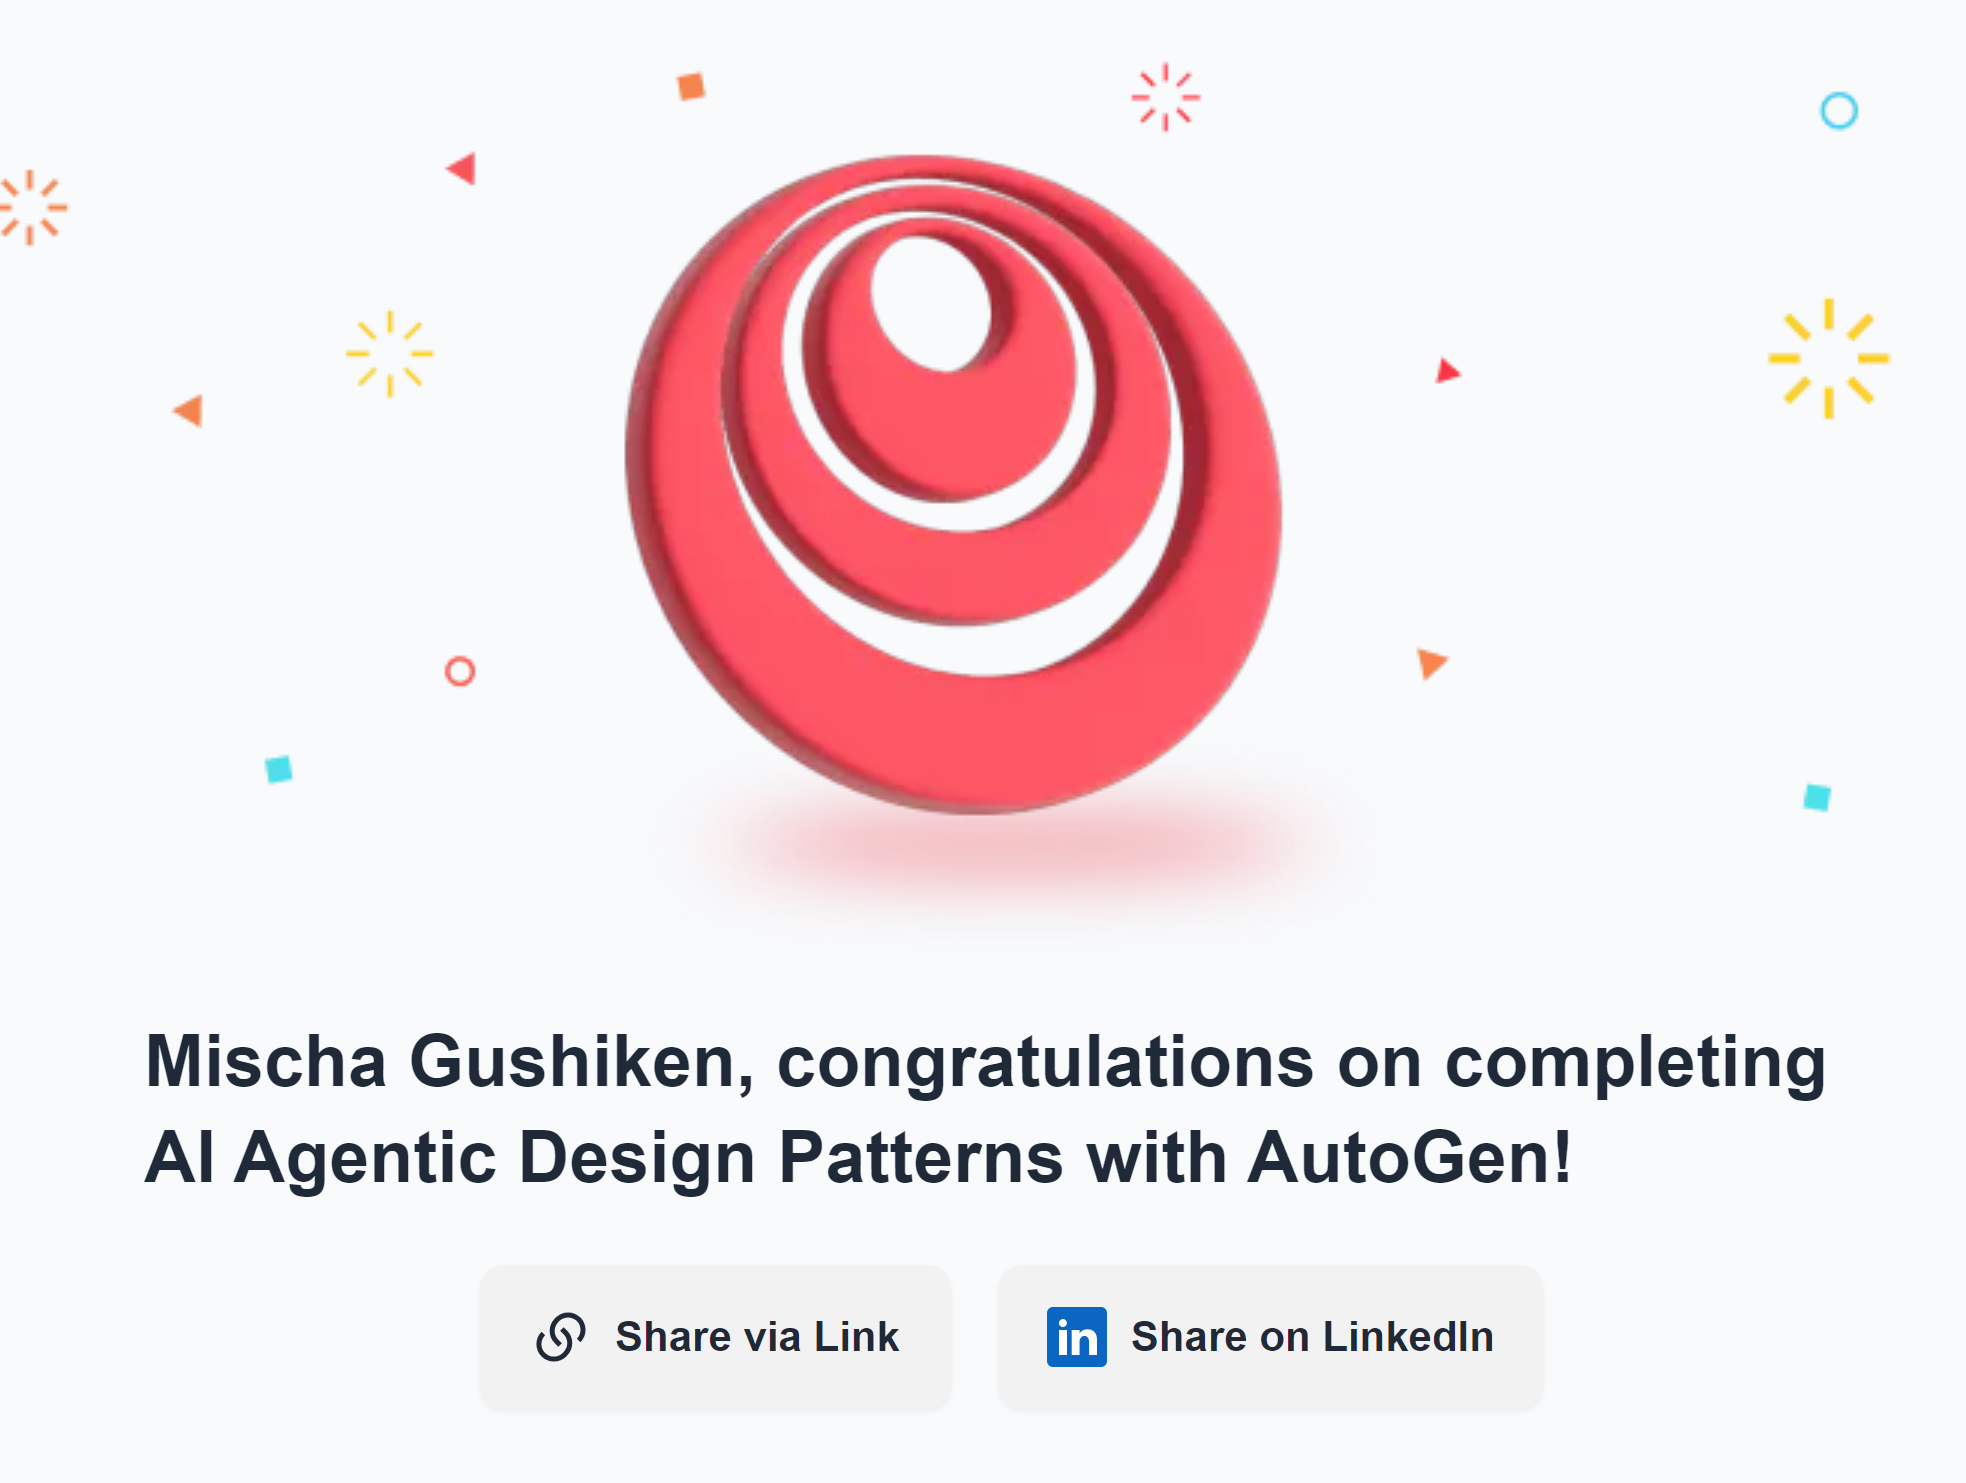 Mischa Gushiken, congratulations on completing
AI Agentic Design Patterns with AutoGen!
Share via Link
in Share on LinkedIn